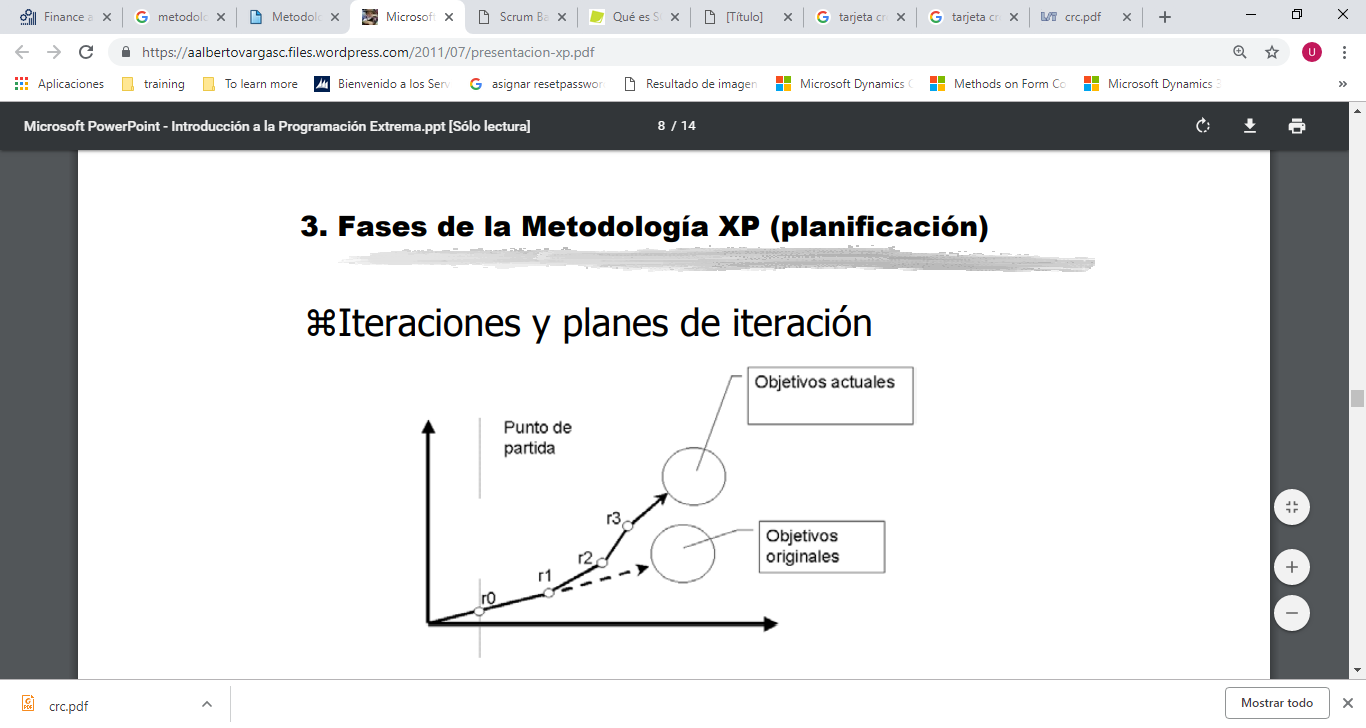 Finance a
metodolo
Metodolo
Microsoft
Scrum Ba
Qué es S
[Título]
tarjeta cr
tarjeta cr
crc.pdf
https://aalbertovargasc.files.wordpress.com/2011/07/presentacion-xp.pdf
U
Aplicaciones
training
To learn more
Bienvenido a los Serv
asignar resetpasswor
Resultado de imagen
Microsoft Dynamics C
Methods on Form Co
Microsoft Dynamics 3
»
Microsoft PowerPoint - Introducción a la Programación Extrema.ppt [Sólo lectura]
8 / 14
3. Fases de la Metodología XP (planificación)
⌘Iteraciones y planes de iteración
Objetivos actuales
Punto de
partida
r3
r2
r1
r0
Objetivos
originales
crc.pdf
Mostrar todo